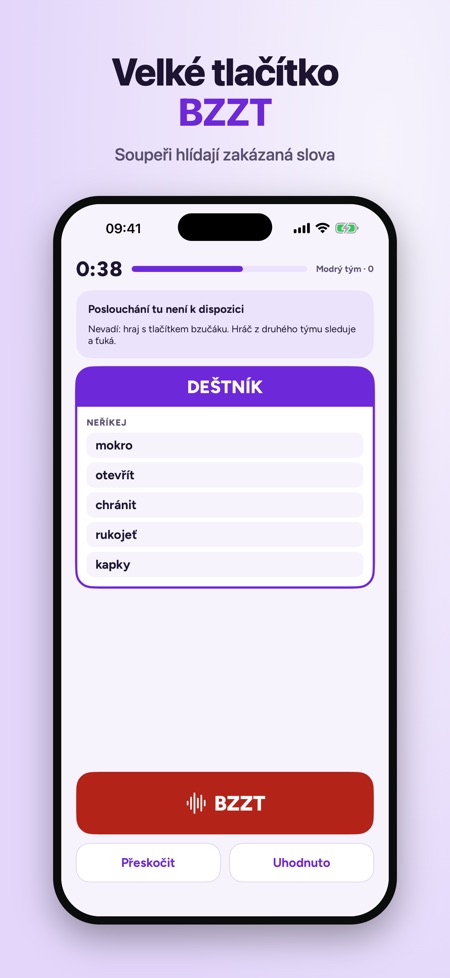 Velké tlačítko
BZZT
Soupeři hlídají zakázaná slova
09:41
0:38
Modrý tým · 0
Poslouchání tu není k dispozici
Nevadí: hraj s tlačítkem bzučáku. Hráč z druhého týmu sleduje
a ťuká.
DEŠTNÍK
NEŘÍKEJ
mokro
otevřít
chránit
rukojeť
kapky
BZZT
Přeskočit
Uhodnuto